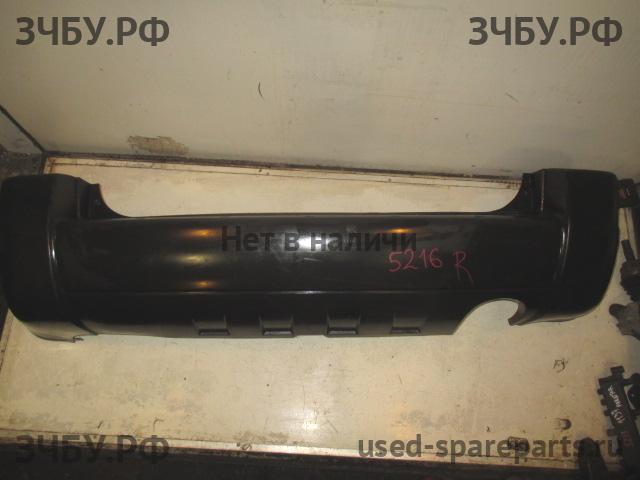 ЗЧБУ.РФ ЗЧБУ.РФ
Нет в наличи
5216 R
ЗЧБУ.РФ used-spareparts.ru